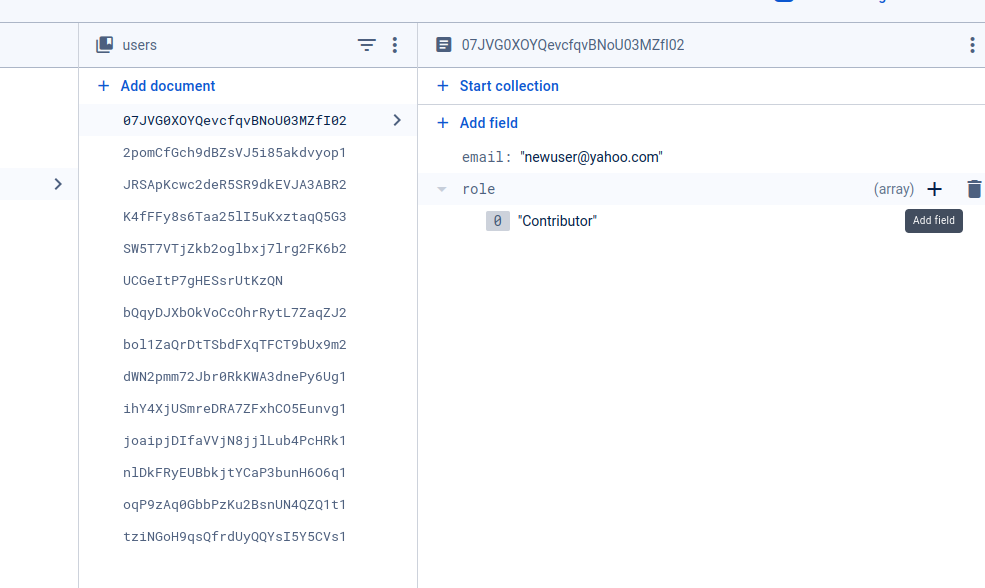 users
Add document
07JVG0XOYQevcfqvBNoU03MZfI02
2pomCfGch9dBZsVJ5i85akdvyop1
JRSApKcwc2deR5SR9dkEVJA3ABR2
K4fFFy8s6Taa25lI5uKxztaqQ5G3
SW5T7VTjZkb2oglbxj7lrg2FK6b2
UCGeItP7gHESsrUtKzQN
bQqyDJXbOkVoCcOhrRytL7ZaqZJ2
bol1ZaQrDtTSbdFXqTFCT9bUx9m2
dWN2pmm72Jbr0RkKWA3dnePy6Ug1
ihY4XjUSmreDRA7ZFxhCO5Eunvg1
joaipjDIfaVVjN8jjlLub4PcHRk1
nlDkFRyEUBbkjtYCaP3bunH6O6q1
oqP9zAq0GbbPzKu2BsnUN4QZQ1t1
tziNGoH9qsQfrdUyQQYsI5Y5CVs1
07JVG0XOYQevcfqvBNoU03MZfI02
Start collection
Add field
email: "newuser@yahoo.com"
role (array)
0 "Contributor"
Add field